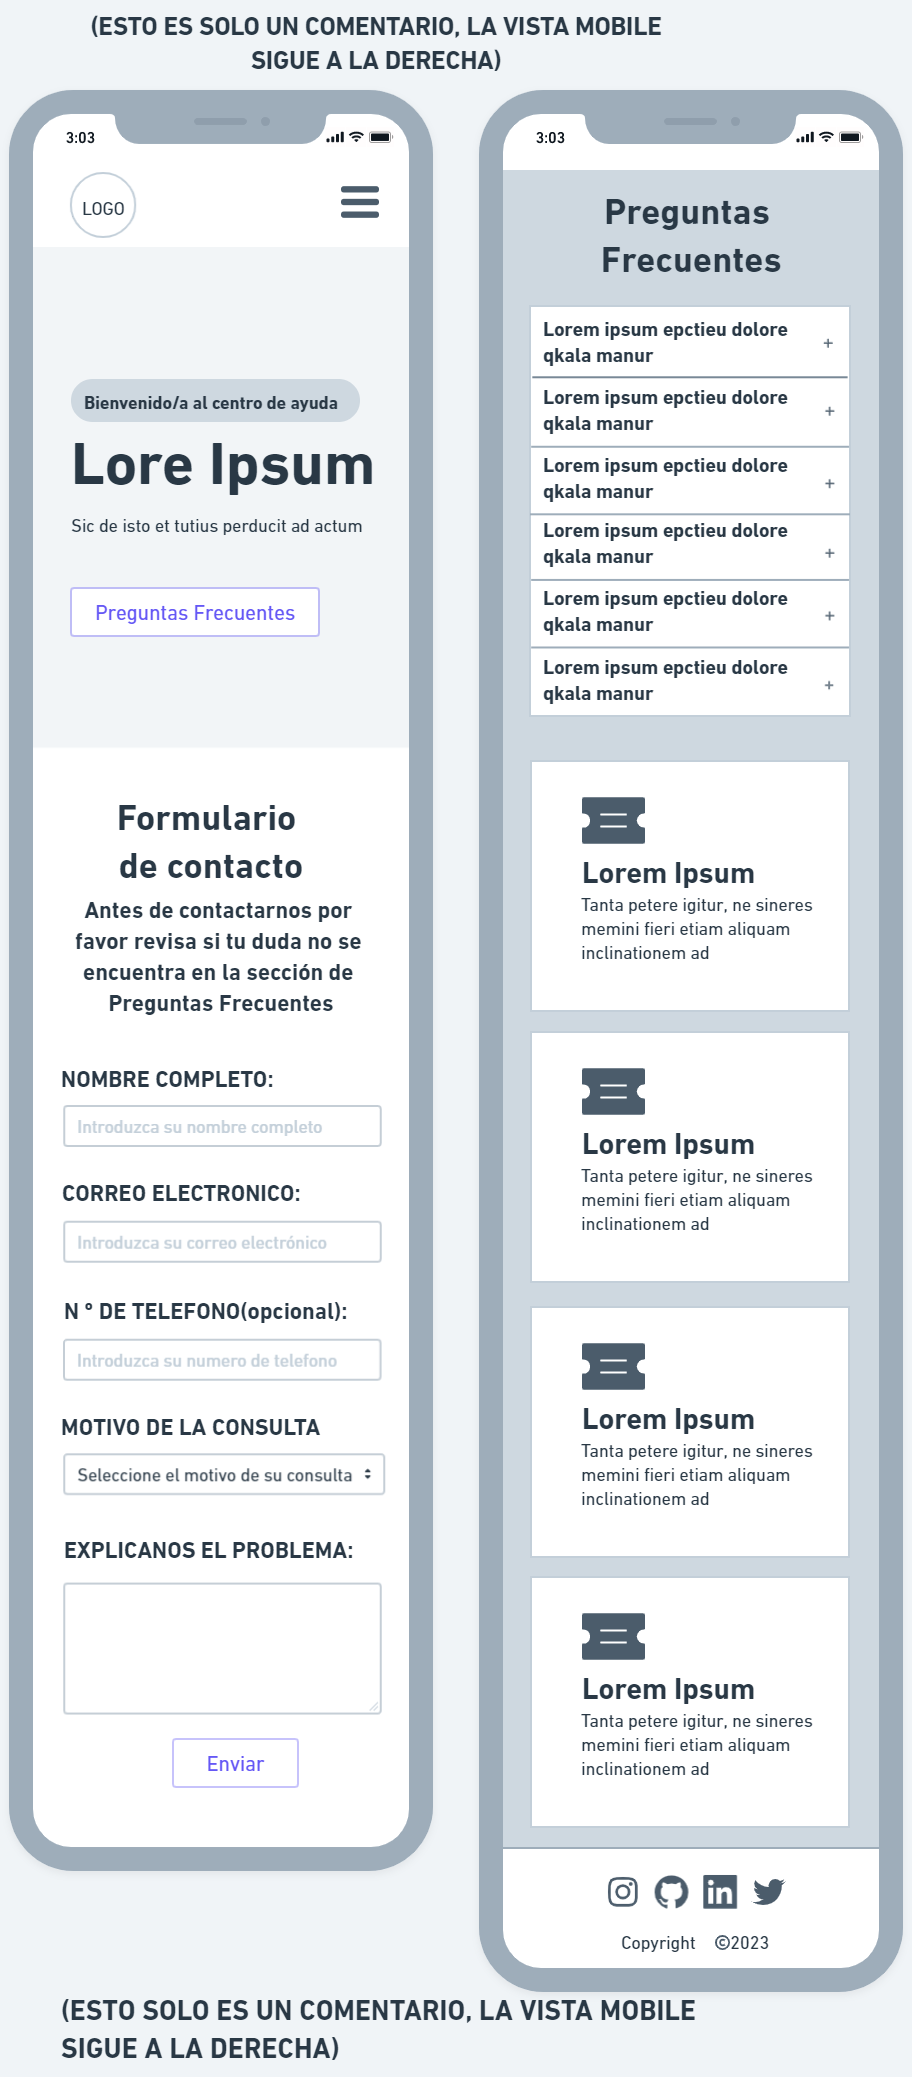 (ESTO ES SOLO UN COMENTARIO, LA VISTA MOBILE
SIGUE A LA DERECHA)
3:03
LOGO
Bienvenido/a al centro de ayuda
Lore Ipsum
Sic de isto et tutius perducit ad actum
Preguntas Frecuentes
Formulario
de contacto
Antes de contactarnos por
favor revisa si tu duda no se
encuentra en la sección de
Preguntas Frecuentes
NOMBRE COMPLETO:
Introduzca su nombre completo
CORREO ELECTRONICO:
Introduzca su correo electrónico
N º DE TELEFONO(opcional):
Introduzca su numero de telefono
MOTIVO DE LA CONSULTA
Seleccione el motivo de su consulta
EXPLICANOS EL PROBLEMA:
Enviar
3:03
Preguntas
Frecuentes
Lorem ipsum epctieu dolore
qkala manur
+
Lorem ipsum epctieu dolore
qkala manur
+
Lorem ipsum epctieu dolore
qkala manur
+
Lorem ipsum epctieu dolore
qkala manur
+
Lorem ipsum epctieu dolore
qkala manur
+
Lorem ipsum epctieu dolore
qkala manur
+
Lorem Ipsum
Tanta petere igitur, ne sineres
memini fieri etiam aliquam
inclinationem ad
Lorem Ipsum
Tanta petere igitur, ne sineres
memini fieri etiam aliquam
inclinationem ad
Lorem Ipsum
Tanta petere igitur, ne sineres
memini fieri etiam aliquam
inclinationem ad
Lorem Ipsum
Tanta petere igitur, ne sineres
memini fieri etiam aliquam
inclinationem ad
in
Copyright ©2023
(ESTO SOLO ES UN COMENTARIO, LA VISTA MOBILE
SIGUE A LA DERECHA)